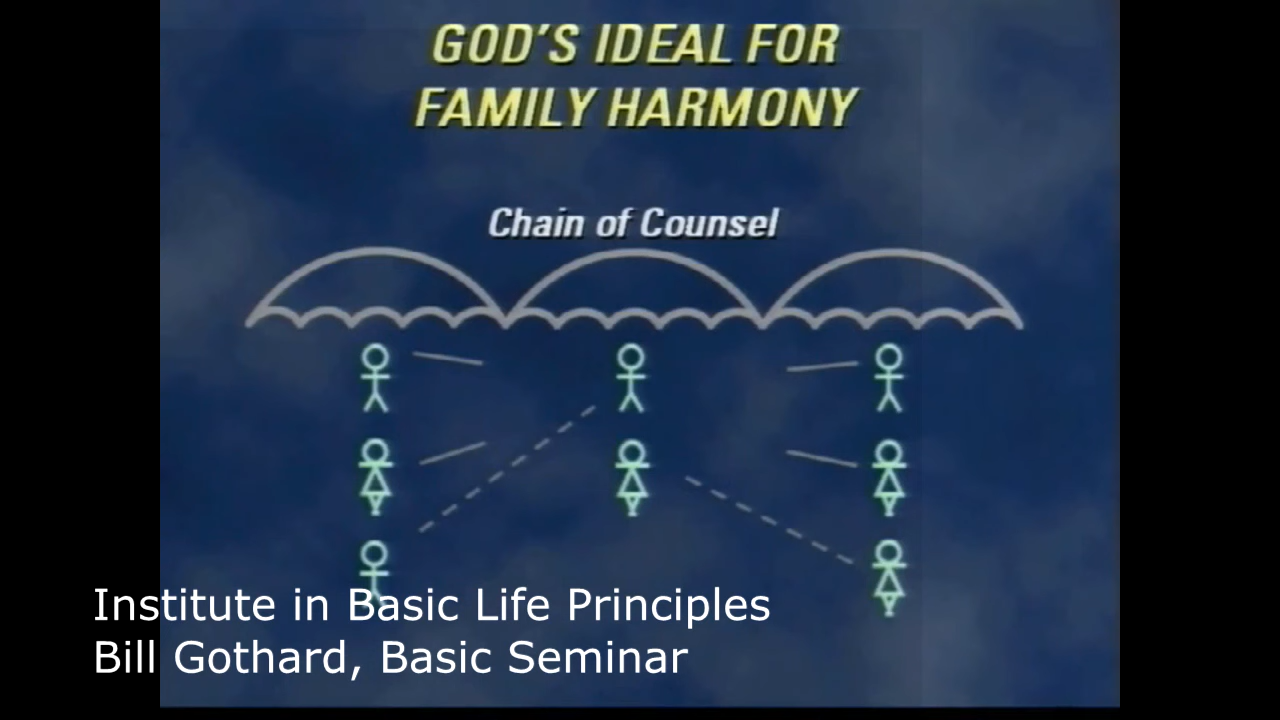 GOD'S IDEAL FOR
FAMILY HARMONY
Chain of Counsel
Institute in Basic Life Principles
Bill Gothard, Basic Seminar